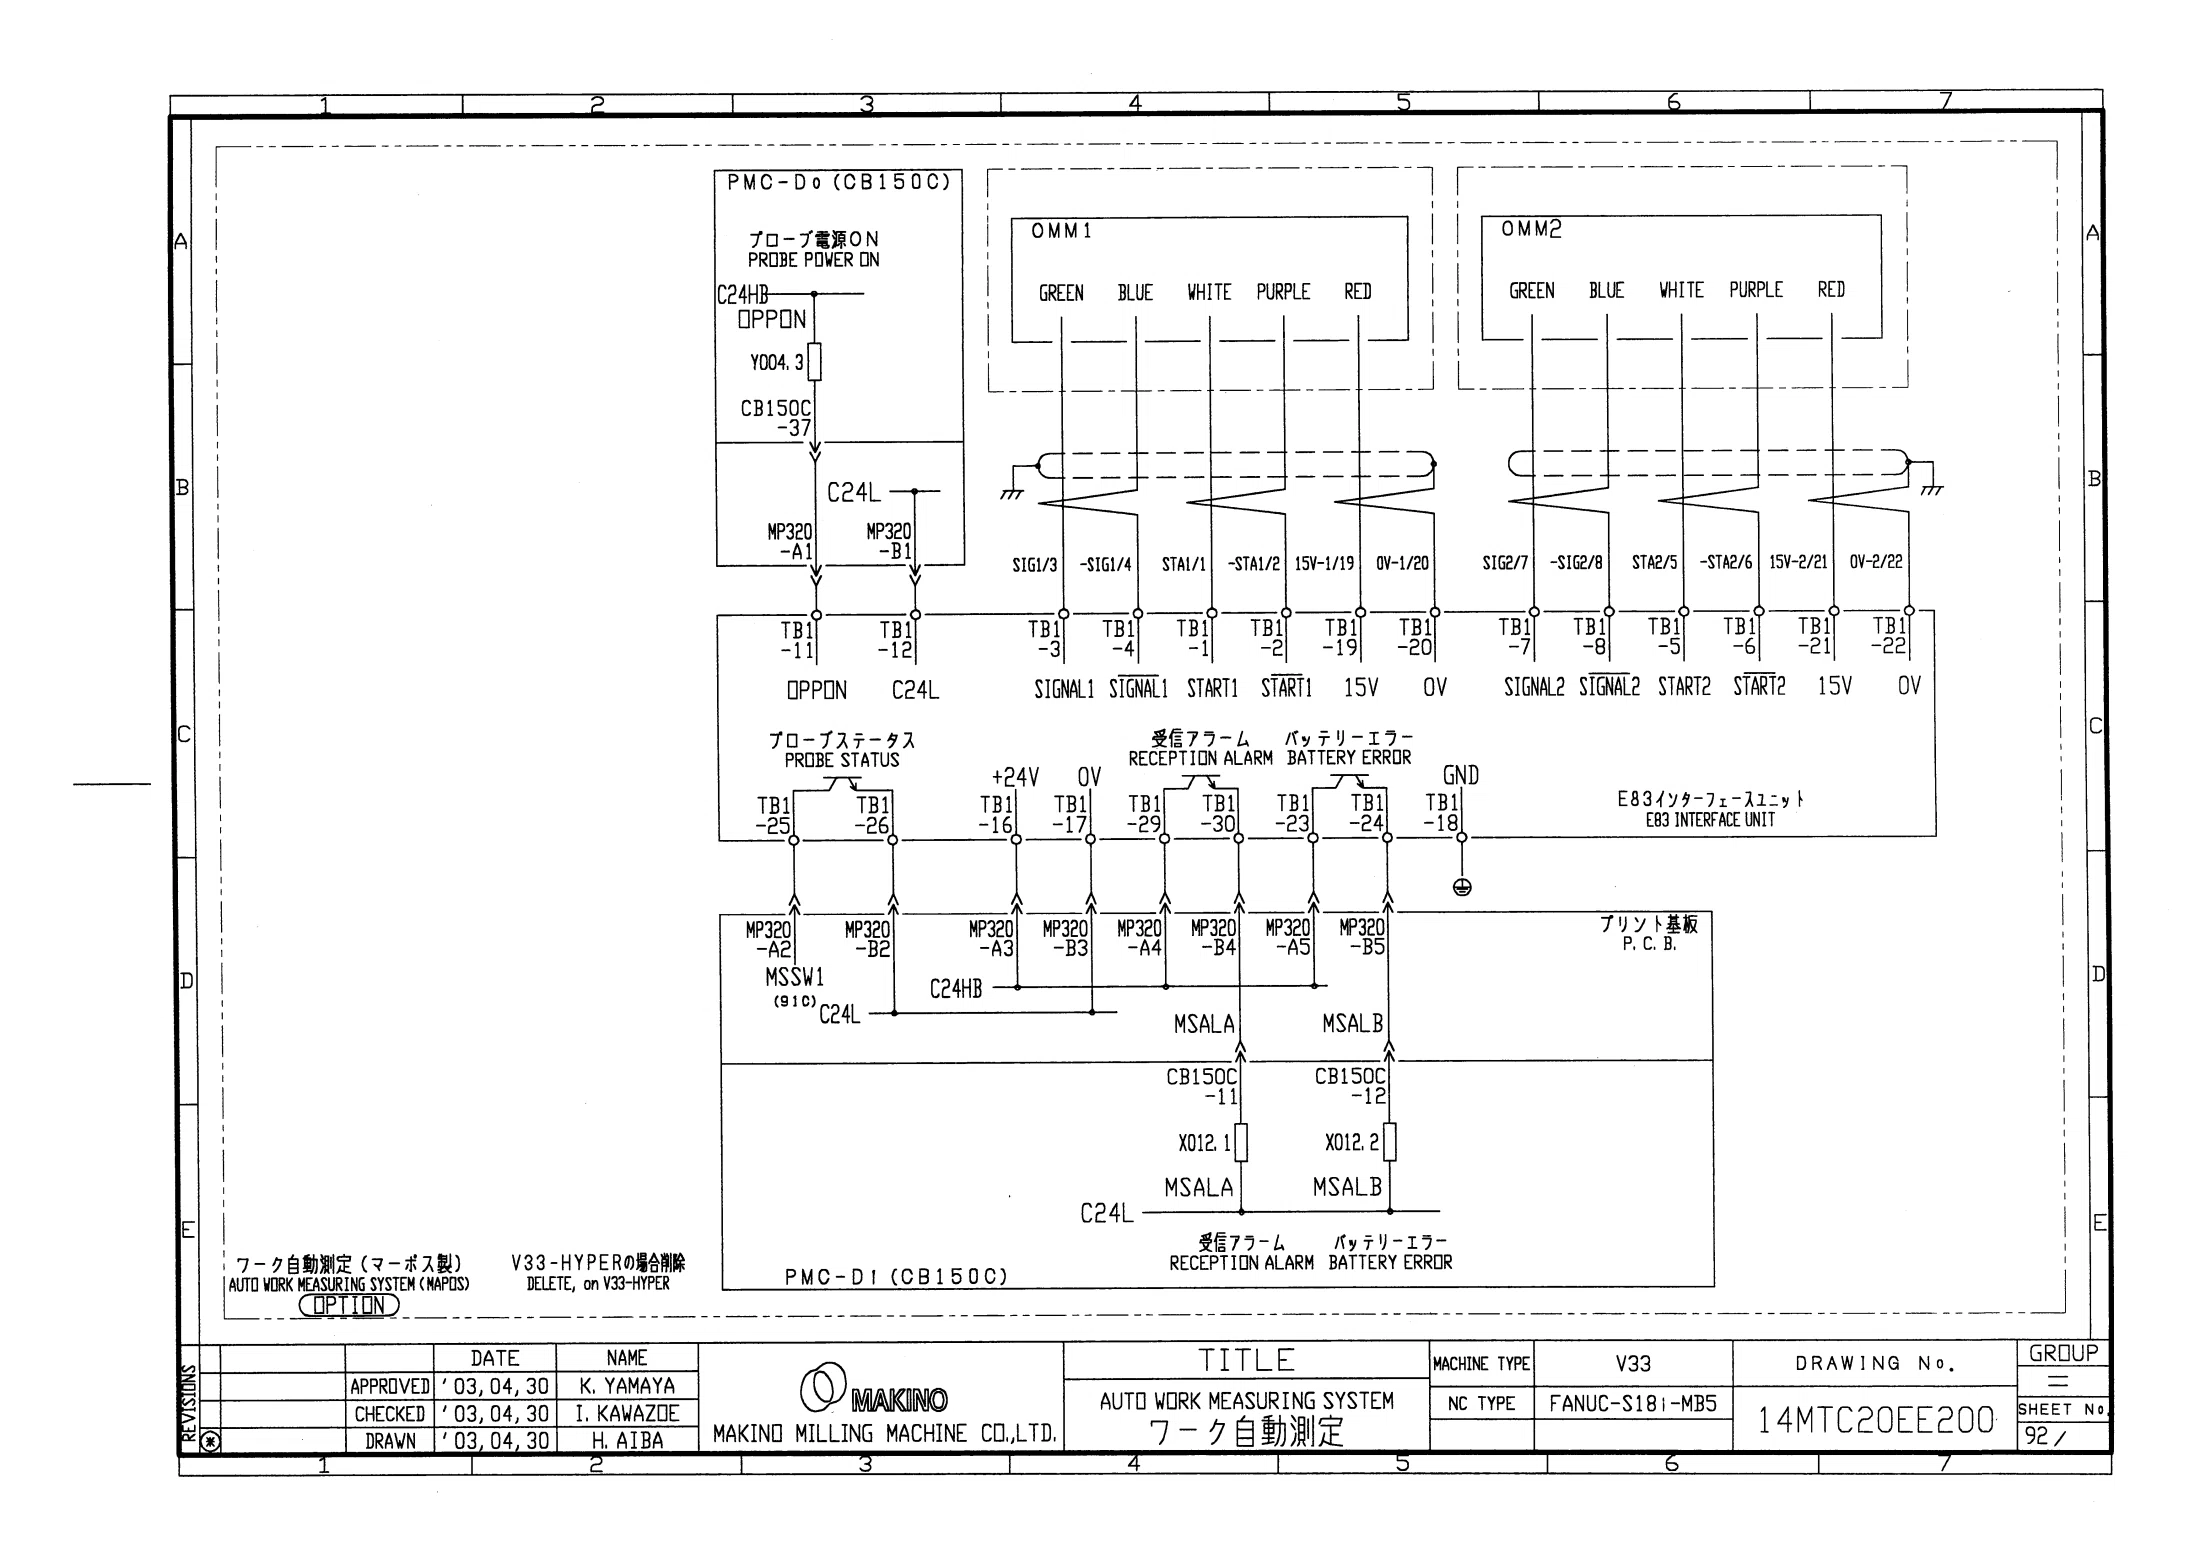 1 2 3 4 5 6 7
A
B
C
D
E
A
B
C
D
E
PMC-Do (CB150C)
プローブ電源ON
PROBE POWER ON
C24HB
OPPON
Y004.3
CB150C
-37
C24L
MP320
-A1
MP320
-B1
OMM1
GREEN BLUE WHITE PURPLE RED
OMM2
GREEN BLUE WHITE PURPLE RED
SIG1/3 -SIG1/4 STA1/1 -STA1/2 15V-1/19 0V-1/20
SIG2/7 -SIG2/8 STA2/5 -STA2/6 15V-2/21 0V-2/22
TB1 TB1 TB1 TB1 TB1 TB1 TB1 TB1 TB1 TB1 TB1 TB1 TB1 TB1
-11 -12 -3 -4 -1 -2 -19 -20 -7 -8 -5 -6 -21 -22
OPPON C24L SIGNAL1 S̅I̅G̅N̅A̅L̅1 START1 S̅T̅A̅R̅T̅1 15V 0V SIGNAL2 S̅I̅G̅N̅A̅L̅2 START2 S̅T̅A̅R̅T̅2 15V 0V
プローブステータス
PROBE STATUS
受信アラーム バッテリーエラー
RECEPTION ALARM BATTERY ERROR
+24V 0V GND
TB1 TB1 TB1 TB1 TB1 TB1 TB1 TB1 TB1
-25 -26 -16 -17 -29 -30 -23 -24 -18
E83インターフェースユニット
E83 INTERFACE UNIT
MP320 MP320 MP320 MP320 MP320 MP320 MP320 MP320
-A2 -B2 -A3 -B3 -A4 -B4 -A5 -B5
プリント基板
P.C.B.
MSSW1
(91C)
C24L
C24HB
MSALA MSALB
CB150C CB150C
-11 -12
X012.1 X012.2
MSALA MSALB
C24L
受信アラーム バッテリーエラー
RECEPTION ALARM BATTERY ERROR
PMC-DI (CB150C)
ワーク自動測定(マーポス製)
AUTO WORK MEASURING SYSTEM (MAPOS)
OPTION
V33-HYPERの場合削除
DELETE, on V33-HYPER
REVISIONS
DATE NAME
APPROVED '03,04,30 K. YAMAYA
CHECKED '03,04,30 I. KAWAZOE
DRAWN '03,04,30 H. AIBA
MAKINO
MAKINO MILLING MACHINE CO.,LTD.
TITLE
AUTO WORK MEASURING SYSTEM
ワーク自動測定
MACHINE TYPE V33
NC TYPE FANUC-S18i-MB5
DRAWING No.
14MTC20EE200
GROUP
=
SHEET No.
92/
1 2 3 4 5 6 7